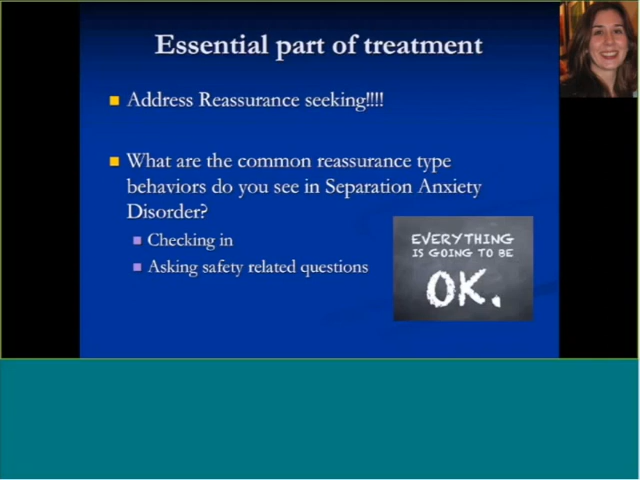 Essential part of treatment
Address Reassurance seeking!!!!
What are the common reassurance type
behaviors do you see in Separation Anxiety
Disorder?
Checking in
Asking safety related questions
EVERYTHING
IS GOING TO BE
OK.